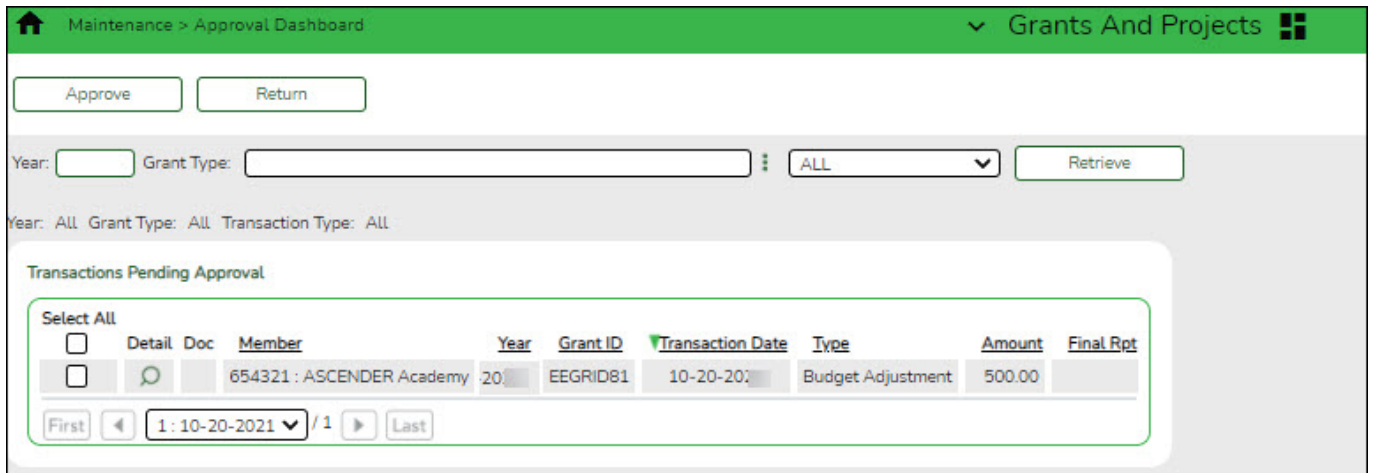 Maintenance > Approval Dashboard
Grants And Projects
Approve Return
Year: Grant Type: ALL Retrieve
Year: All Grant Type: All Transaction Type: All
Transactions Pending Approval
Select All
Detail Doc Member Year Grant ID Transaction Date Type Amount Final Rpt
654321 : ASCENDER Academy EEGRID81 Budget Adjustment 500.00
First 1 : 10-20-2021 / 1 Last